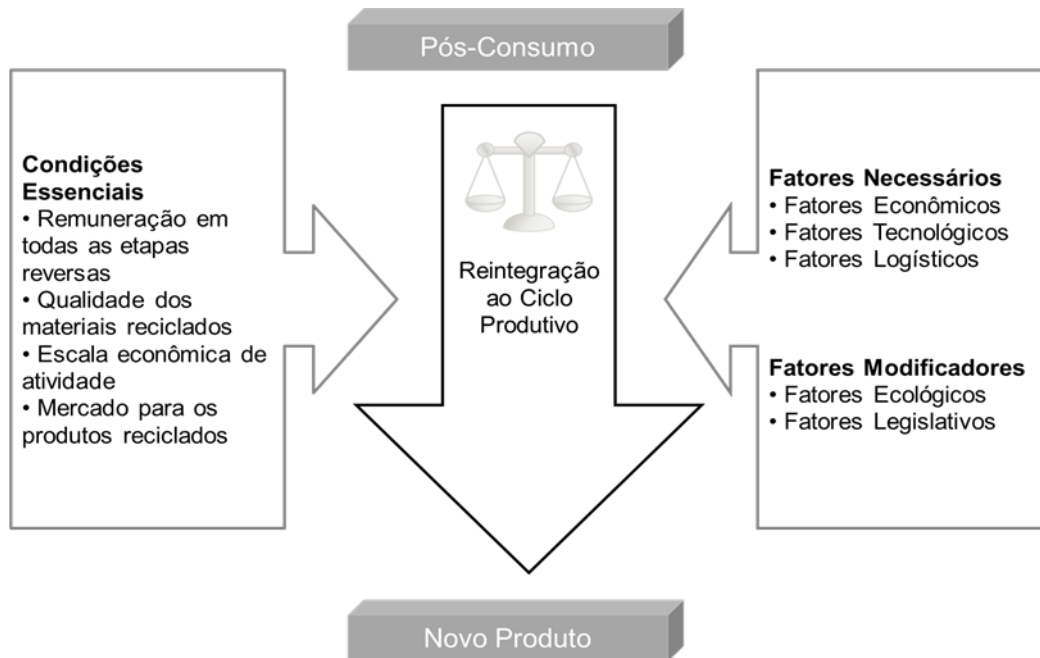 Pós-Consumo
Condições
Essenciais
• Remuneração em
todas as etapas
reversas
• Qualidade dos
materiais reciclados
• Escala econômica de
atividade
• Mercado para os
produtos reciclados
Reintegração
ao Ciclo
Produtivo
Fatores Necessários
• Fatores Econômicos
• Fatores Tecnológicos
• Fatores Logísticos
Fatores Modificadores
• Fatores Ecológicos
• Fatores Legislativos
Novo Produto